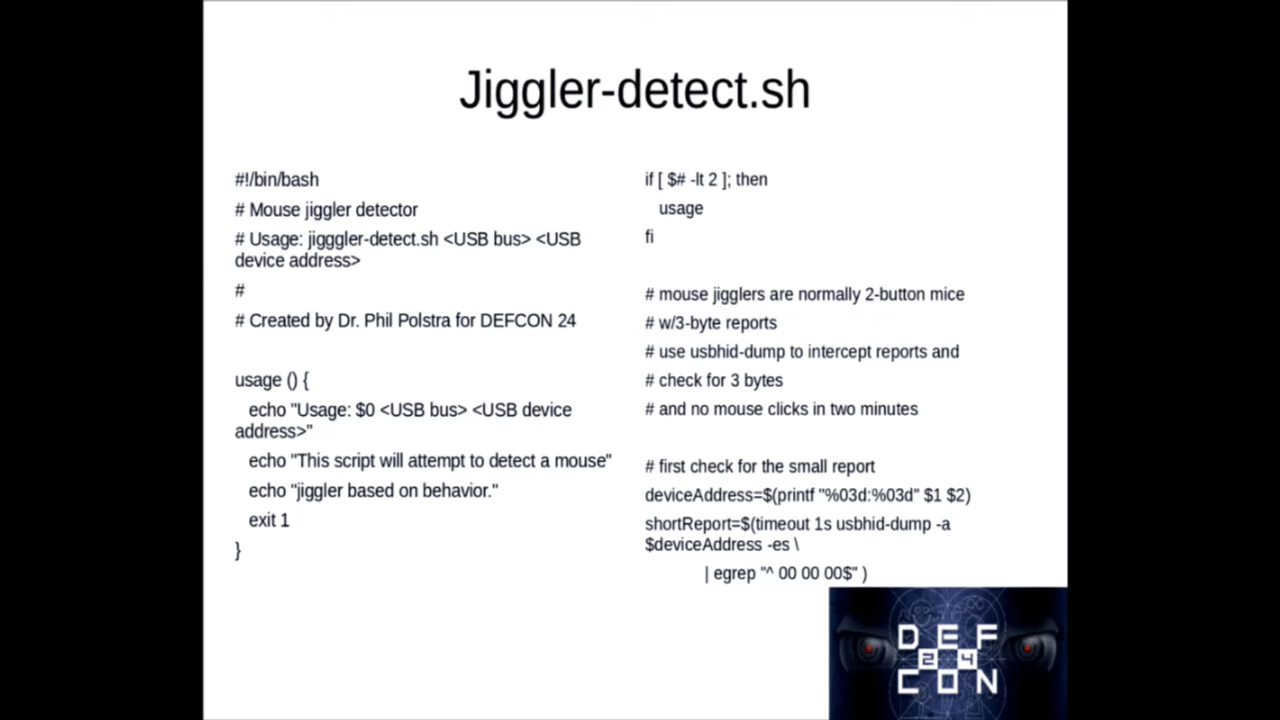 Jiggler-detect.sh
#!/bin/bash
# Mouse jiggler detector
# Usage: jigggler-detect.sh <USB bus> <USB
device address>
#
# Created by Dr. Phil Polstra for DEFCON 24
usage () {
echo "Usage: $0 <USB bus> <USB device
address>"
echo "This script will attempt to detect a mouse"
echo "jiggler based on behavior."
exit 1
}
if [ $# -lt 2 ]; then
usage
fi
# mouse jigglers are normally 2-button mice
# w/3-byte reports
# use usbhid-dump to intercept reports and
# check for 3 bytes
# and no mouse clicks in two minutes
# first check for the small report
deviceAddress=$(printf "%03d:%03d" $1 $2)
shortReport=$(timeout 1s usbhid-dump -a
$deviceAddress -es \
| egrep "^ 00 00 00$" )
DEF
24
CON